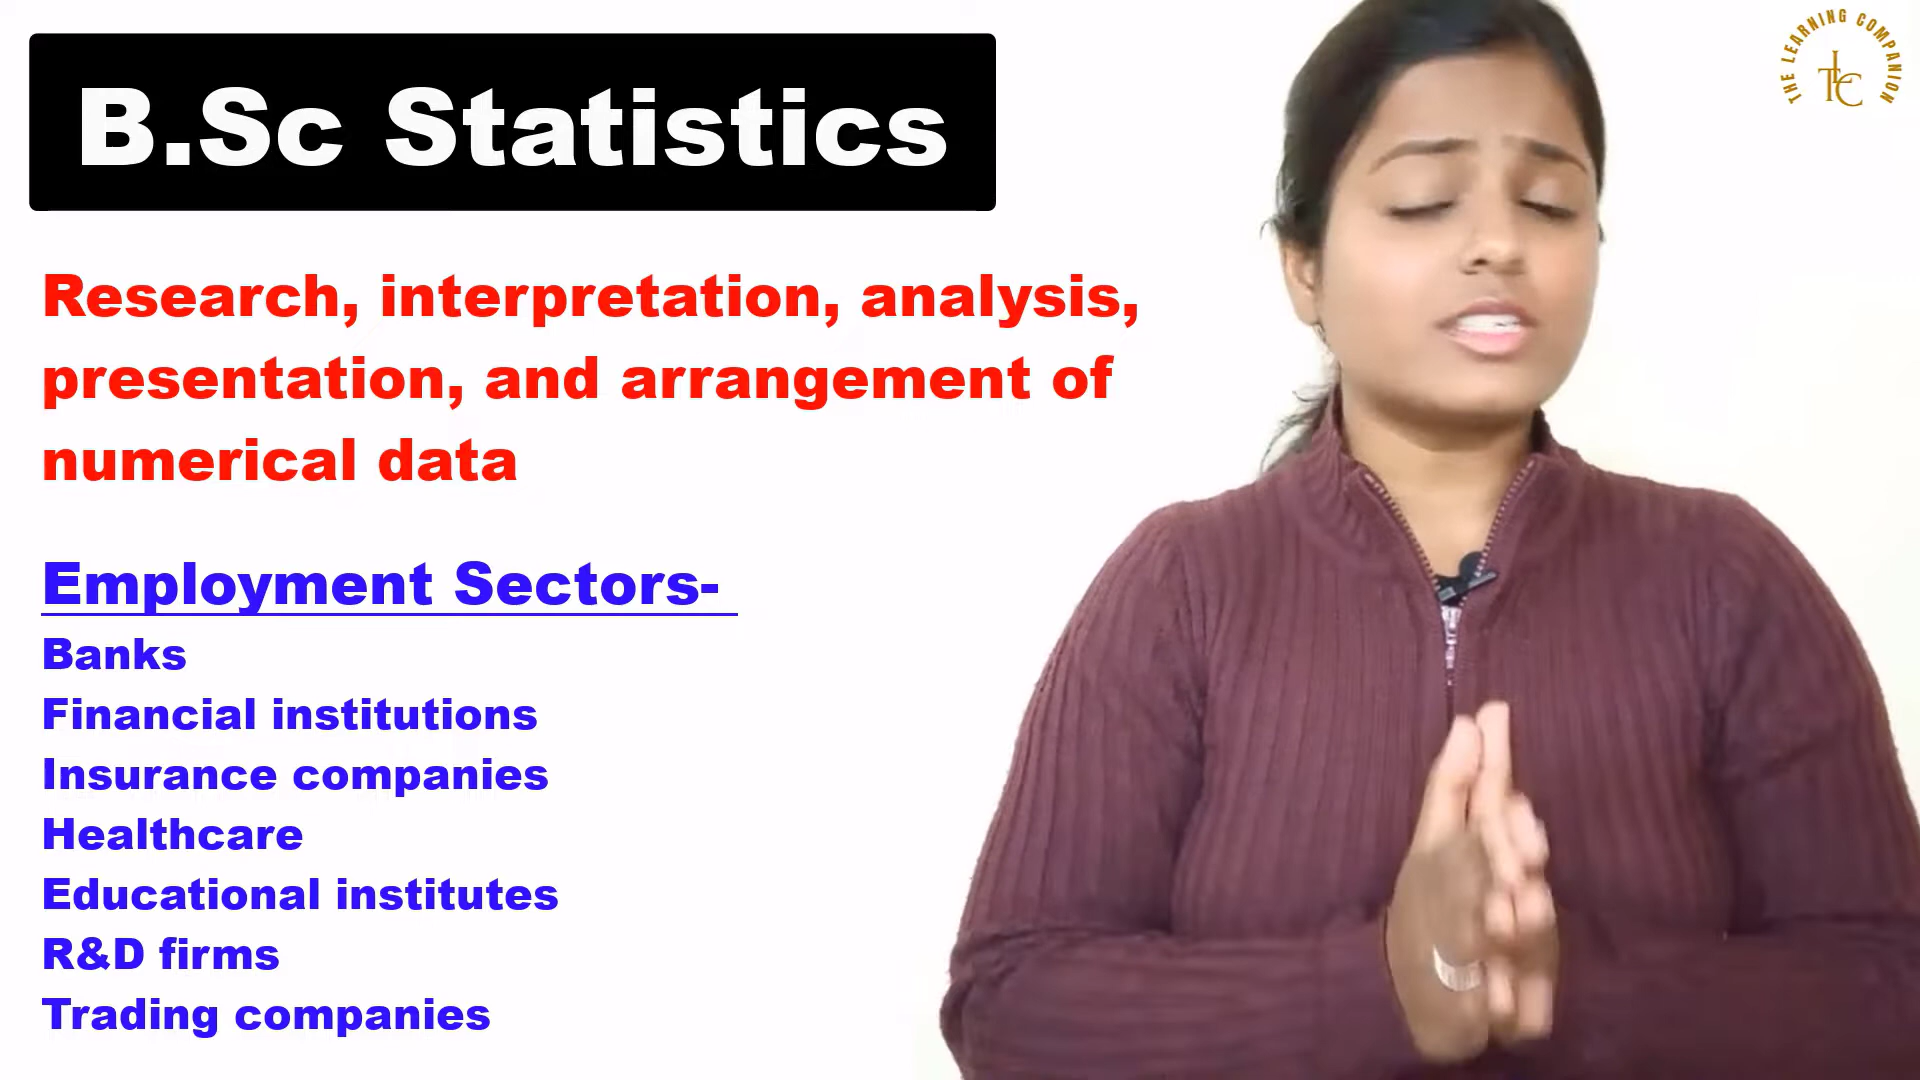 B.Sc Statistics
THE LEARNING COMPANION
TLC
Research, interpretation, analysis,
presentation, and arrangement of
numerical data
Employment Sectors-
Banks
Financial institutions
Insurance companies
Healthcare
Educational institutes
R&D firms
Trading companies